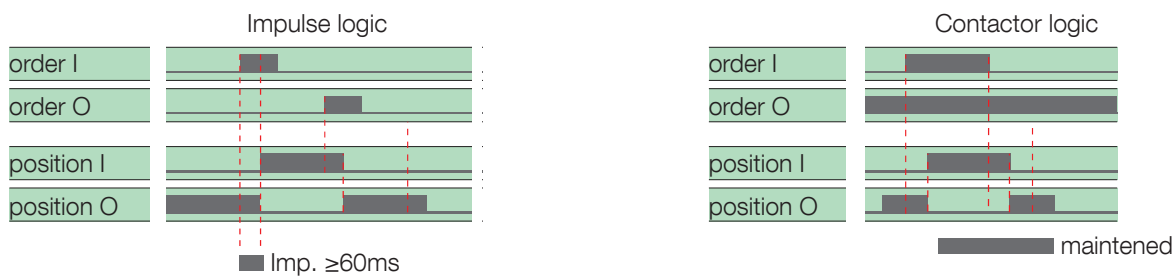 Impulse logic
order I
order O
position I
position O
Imp. ≥60ms
Contactor logic
order I
order O
position I
position O
maintened